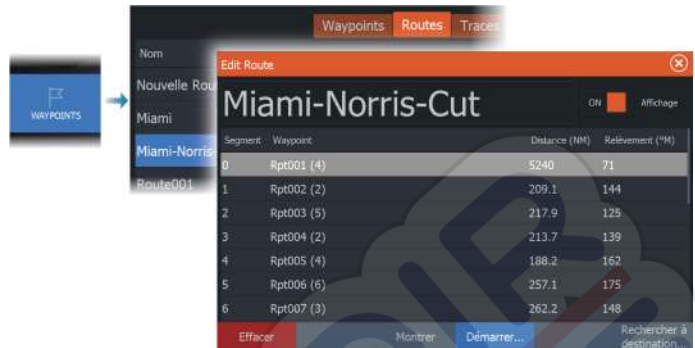 WAYPOINTS
Waypoints Routes Traces
Nom
Nouvelle Rou
Miami
Miami-Norris-
Route001
Edit Route
Miami-Norris-Cut
ON Affichage
Segment Waypoint Distance (NM) Relèvement (°M)
0 Rpt001 (4) 5240 71
1 Rpt002 (2) 209.1 144
2 Rpt003 (5) 217.9 125
3 Rpt004 (2) 213.7 139
4 Rpt005 (4) 188.2 162
5 Rpt006 (6) 257.1 175
6 Rpt007 (3) 262.2 148
Effacer Montrer Démarrer... Rechercher à
destination...